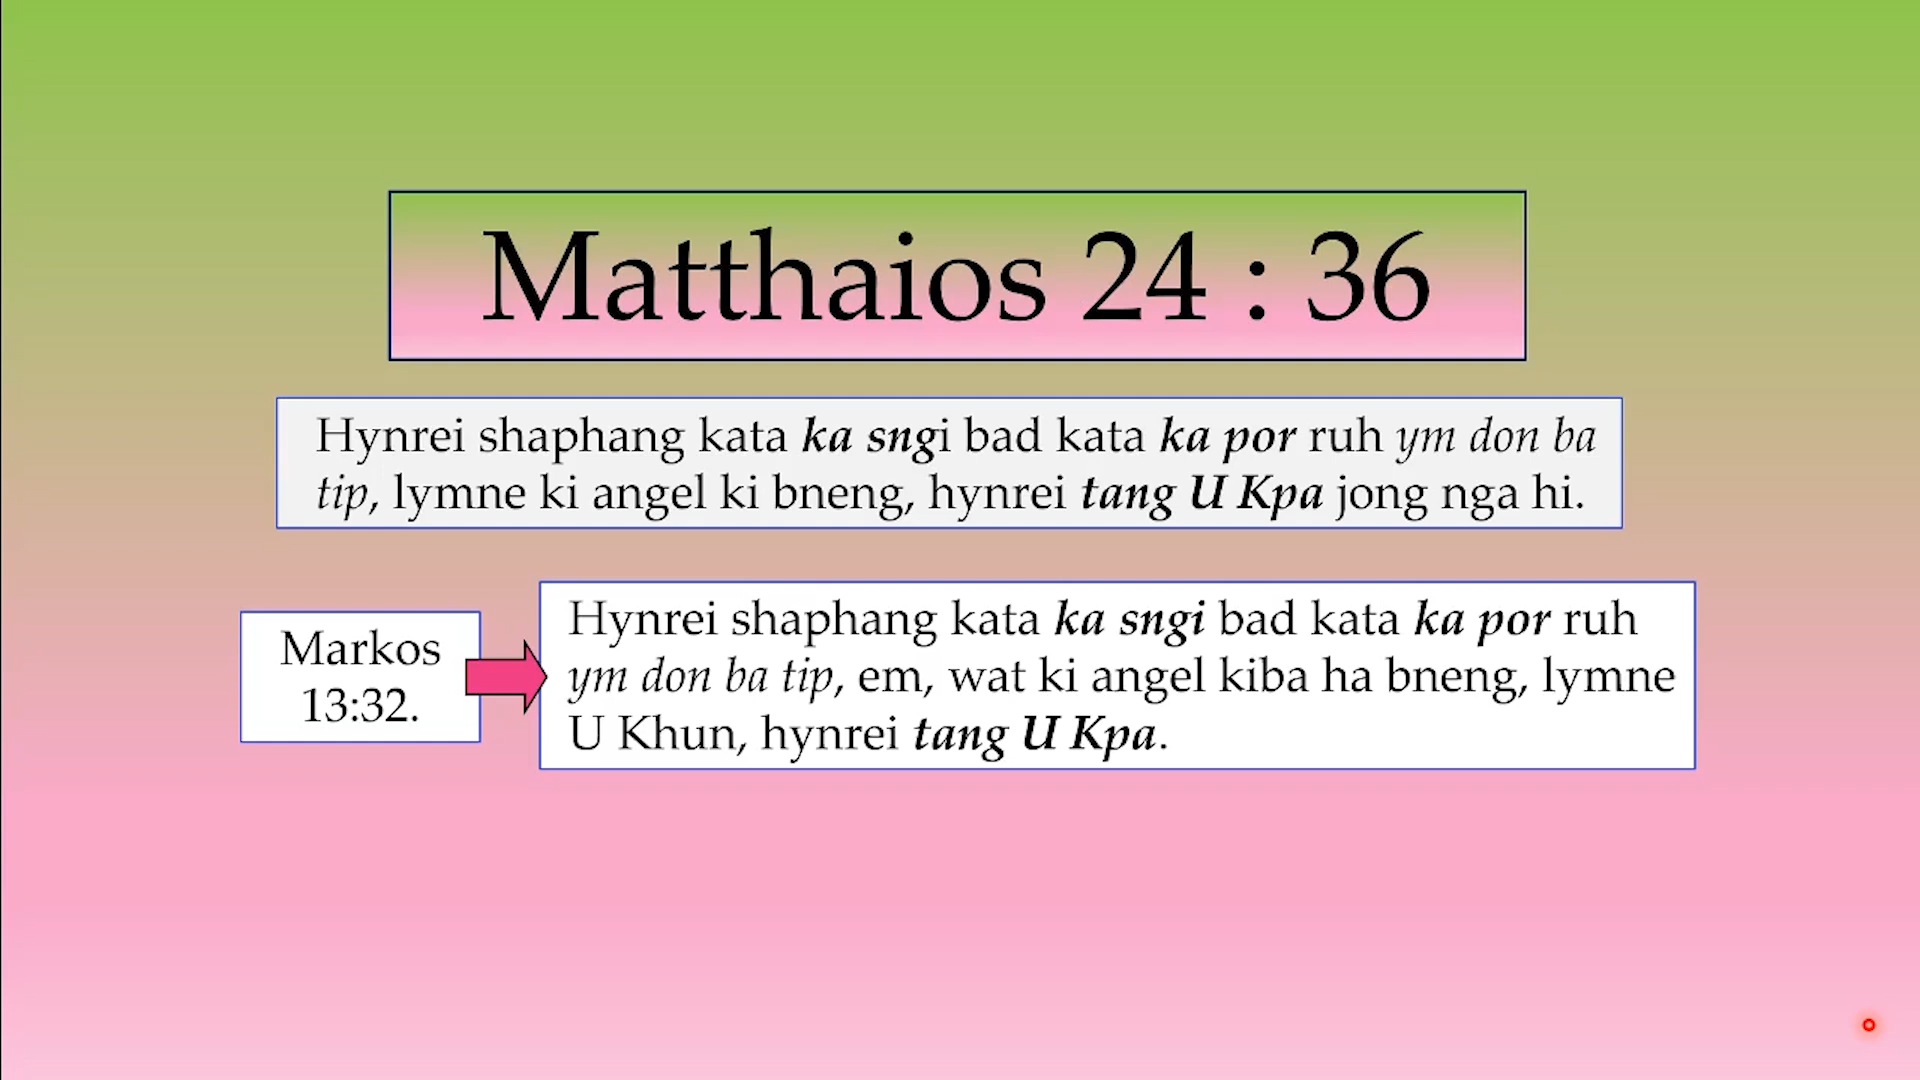 Matthaios 24 : 36
Hynrei shaphang kata ka sngi bad kata ka por ruh ym don ba
tip, lymne ki angel ki bneng, hynrei tang U Kpa jong nga hi.
Markos
13:32.
Hynrei shaphang kata ka sngi bad kata ka por ruh
ym don ba tip, em, wat ki angel kiba ha bneng, lymne
U Khun, hynrei tang U Kpa.